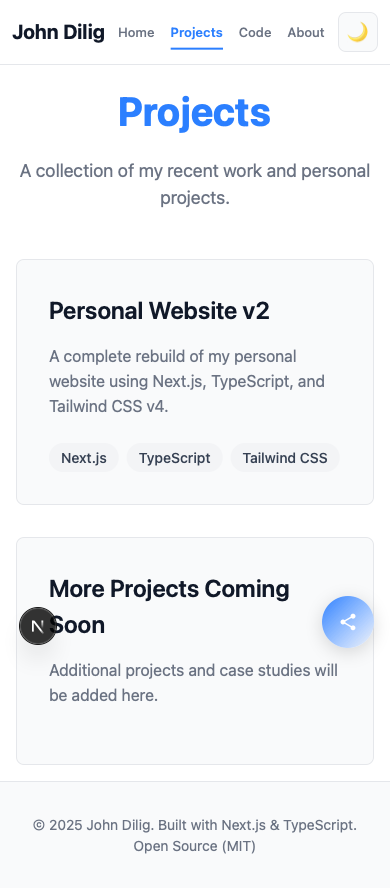 John Dilig
Home
Projects
Code
About
Projects
A collection of my recent work and personal
projects.
Personal Website v2
A complete rebuild of my personal
website using Next.js, TypeScript, and
Tailwind CSS v4.
Next.js
TypeScript
Tailwind CSS
More Projects Coming
Soon
N
Additional projects and case studies will
be added here.
© 2025 John Dilig. Built with Next.js & TypeScript.
Open Source (MIT)